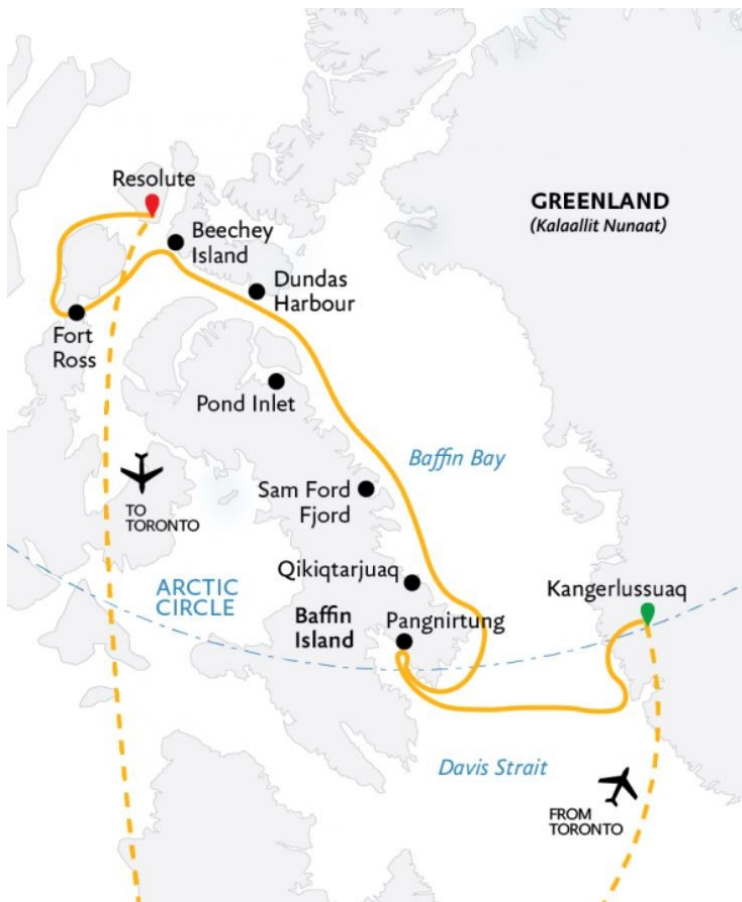 Resolute
GREENLAND
(Kalaallit Nunaat)
Beechey
Island
Dundas
Harbour
Fort
Ross
Pond Inlet
Baffin Bay
Sam Ford
Fjord
TO
TORONTO
Qikiqtarjuaq
ARCTIC
CIRCLE
Kangerlussuaq
Baffin
Island
Pangnirtung
Davis Strait
FROM
TORONTO